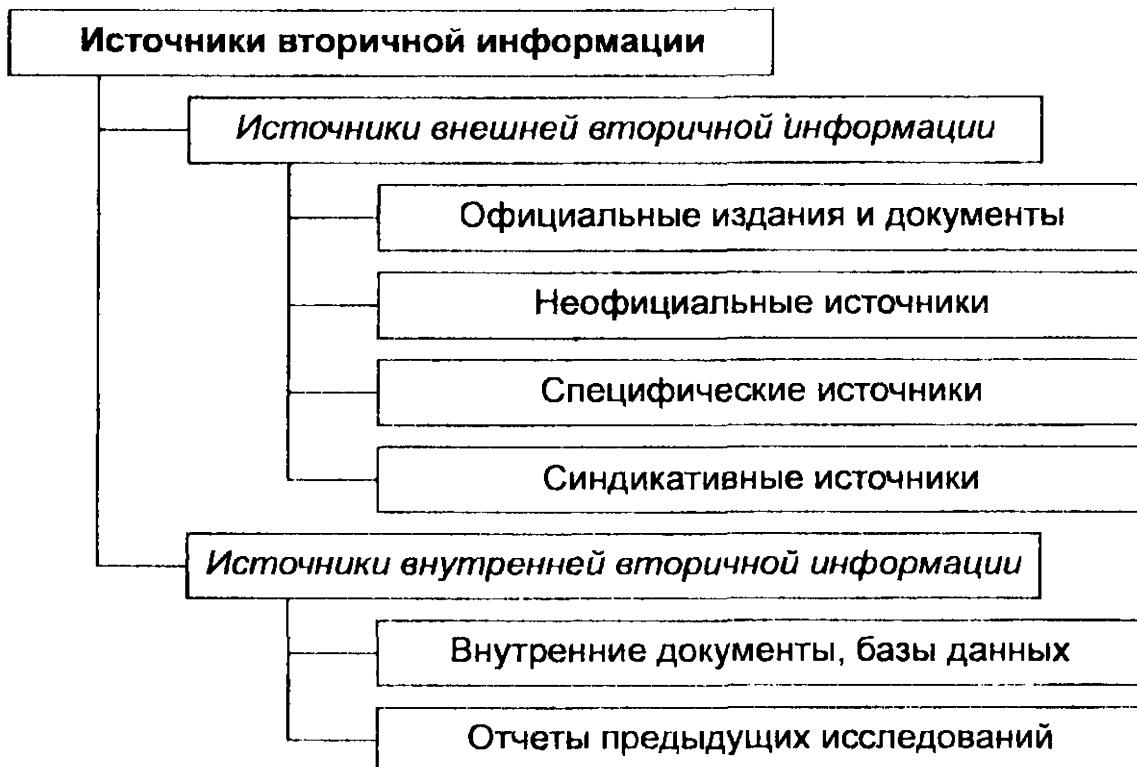 Источники вторичной информации
Источники внешней вторичной информации
Официальные издания и документы
Неофициальные источники
Специфические источники
Синдикативные источники
Источники внутренней вторичной информации
Внутренние документы, базы данных
Отчеты предыдущих исследований